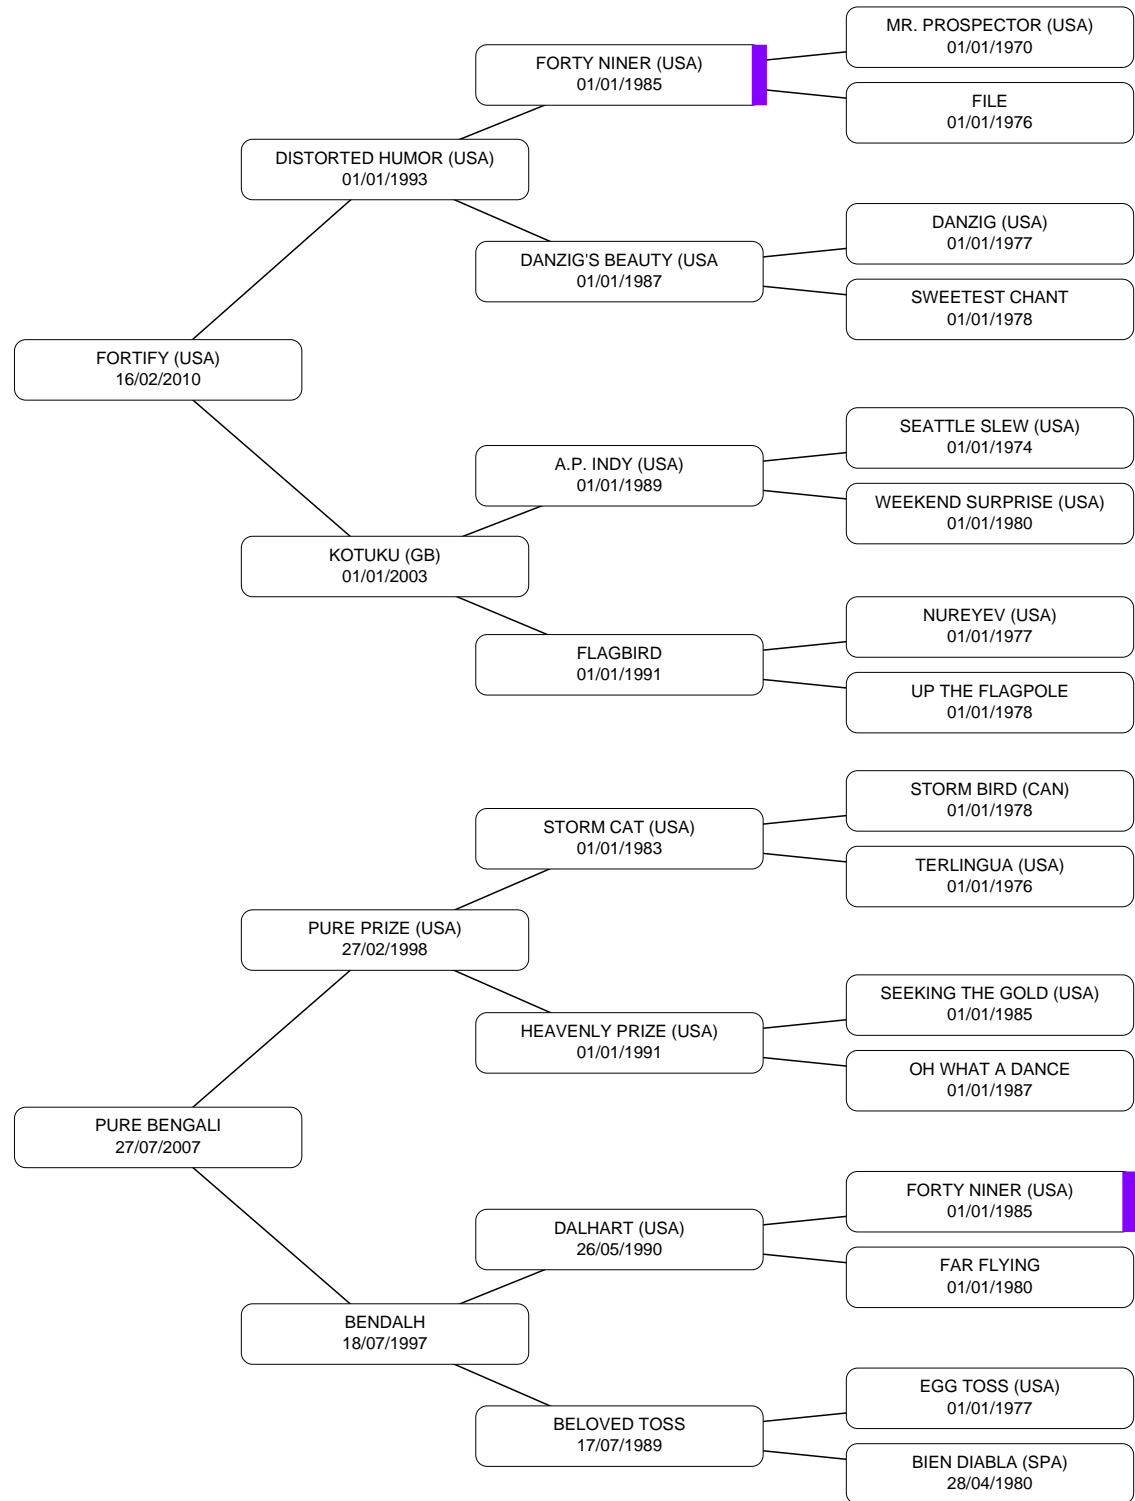 MR. PROSPECTOR (USA)
01/01/1970
FORTY NINER (USA)
01/01/1985
FILE
01/01/1976
DISTORTED HUMOR (USA)
01/01/1993
DANZIG (USA)
01/01/1977
DANZIG'S BEAUTY (USA
01/01/1987
SWEETEST CHANT
01/01/1978
FORTIFY (USA)
16/02/2010
SEATTLE SLEW (USA)
01/01/1974
A.P. INDY (USA)
01/01/1989
WEEKEND SURPRISE (USA)
01/01/1980
KOTUKU (GB)
01/01/2003
NUREYEV (USA)
01/01/1977
FLAGBIRD
01/01/1991
UP THE FLAGPOLE
01/01/1978
STORM BIRD (CAN)
01/01/1978
STORM CAT (USA)
01/01/1983
TERLINGUA (USA)
01/01/1976
PURE PRIZE (USA)
27/02/1998
SEEKING THE GOLD (USA)
01/01/1985
HEAVENLY PRIZE (USA)
01/01/1991
OH WHAT A DANCE
01/01/1987
PURE BENGALI
27/07/2007
FORTY NINER (USA)
01/01/1985
DALHART (USA)
26/05/1990
FAR FLYING
01/01/1980
BENDALH
18/07/1997
EGG TOSS (USA)
01/01/1977
BELOVED TOSS
17/07/1989
BIEN DIABLA (SPA)
28/04/1980